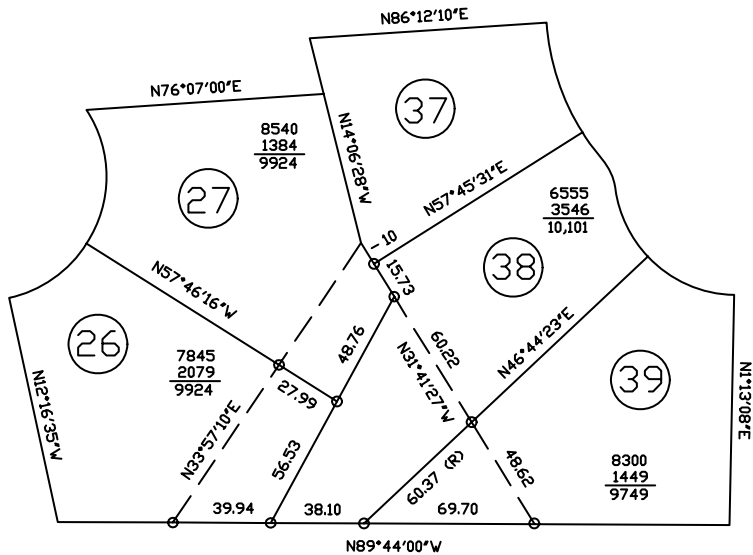 N86°12'10"E
N76°07'00"E
37
8540
1384
9924
N14°06'28"W
27
N57°45'31"E
6555
3546
10,101
10
15.73
38
N57°46'16"W
26
7845
2079
9924
27.99
48.76
60.22
N31°41'27"W
N46°44'23"E
39
N12°16'35"W
N33°57'10"E
56.53
60.37 (R)
48.62
8300
1449
9749
N1°13'08"E
39.94
38.10
69.70
N89°44'00"W